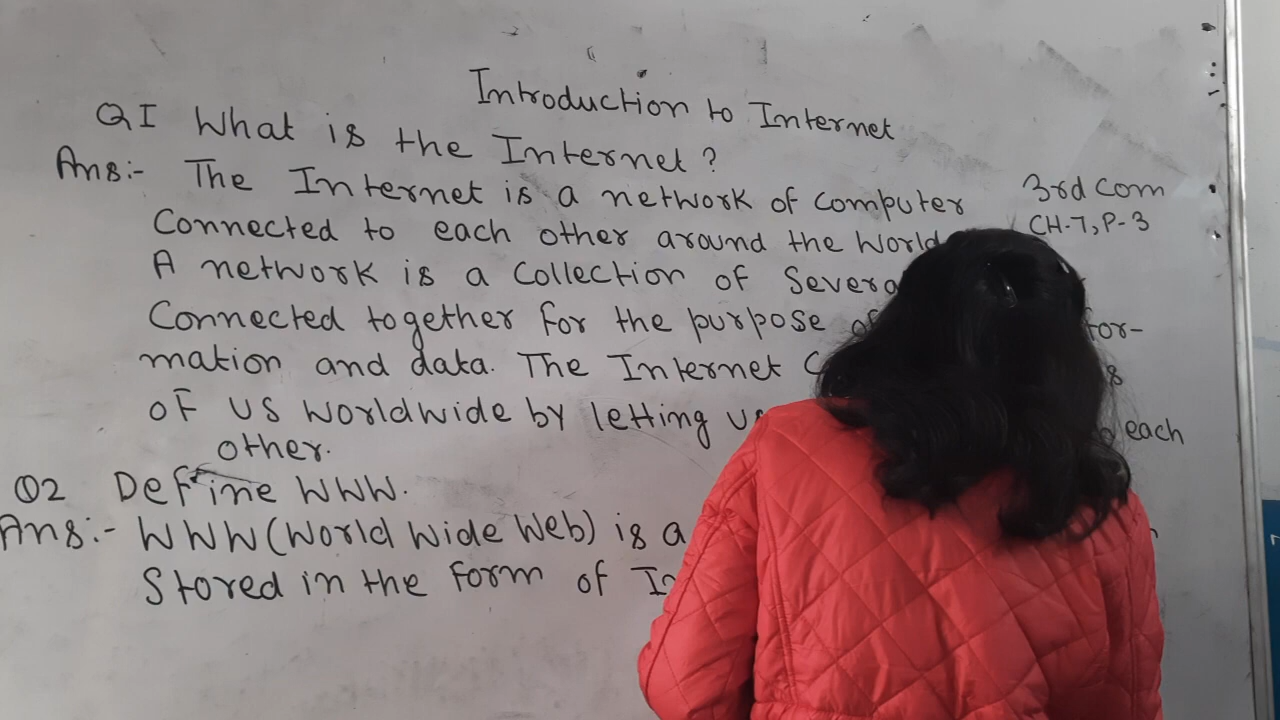 Introduction to Internet
Q1 What is the Internet?
Ans:- The Internet is a network of computer
3rd com
CH-7, P-3
Connected to each other around the World
A network is a Collection of
Connected together for the purpose of
mation and data. The Internet
of us worldwide by letting each
other.
Q2 Define WWW.
Ans:- WWW (World Wide Web) is a
Stored in the form of